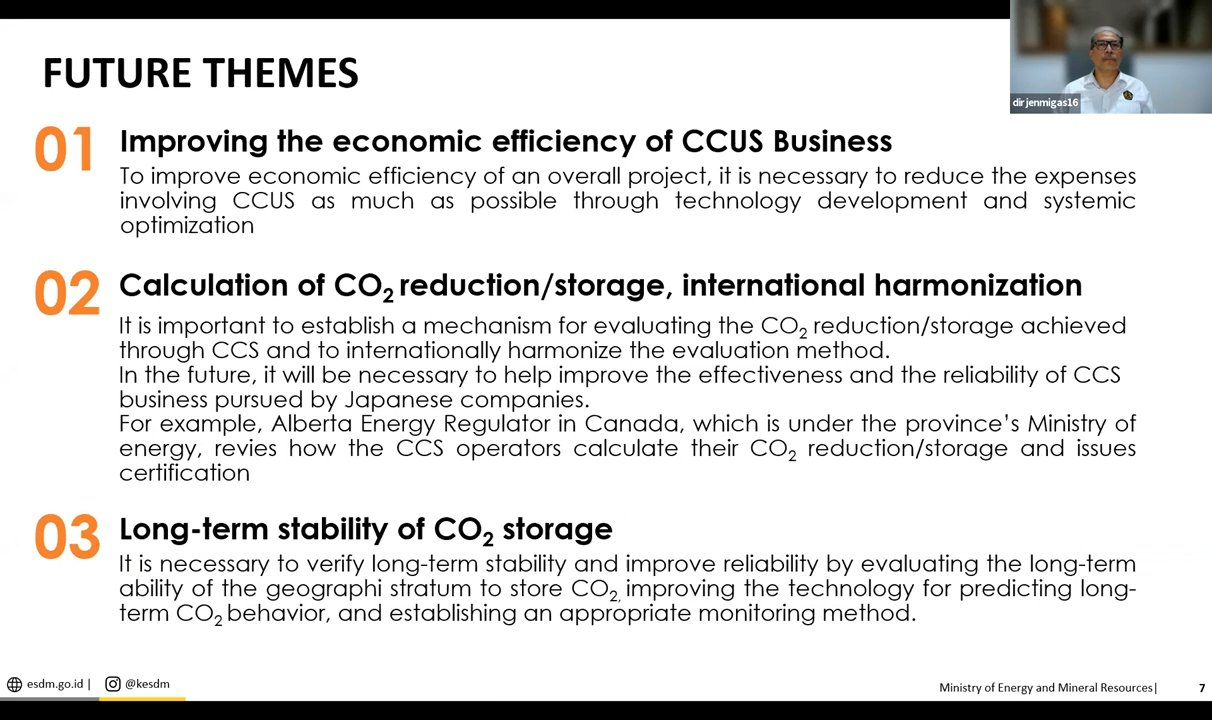 FUTURE THEMES
dirjenmigas16
01 Improving the economic efficiency of CCUS Business
To improve economic efficiency of an overall project, it is necessary to reduce the expenses
involving CCUS as much as possible through technology development and systemic
optimization
02 Calculation of CO2 reduction/storage, international harmonization
It is important to establish a mechanism for evaluating the CO2 reduction/storage achieved
through CCS and to internationally harmonize the evaluation method.
In the future, it will be necessary to help improve the effectiveness and the reliability of CCS
business pursued by Japanese companies.
For example, Alberta Energy Regulator in Canada, which is under the province's Ministry of
energy, revies how the CCS operators calculate their CO2 reduction/storage and issues
certification
03 Long-term stability of CO2 storage
It is necessary to verify long-term stability and improve reliability by evaluating the long-term
ability of the geographi stratum to store CO2, improving the technology for predicting long-
term CO2 behavior, and establishing an appropriate monitoring method.
esdm.go.id | @kesdm
Ministry of Energy and Mineral Resources| 7